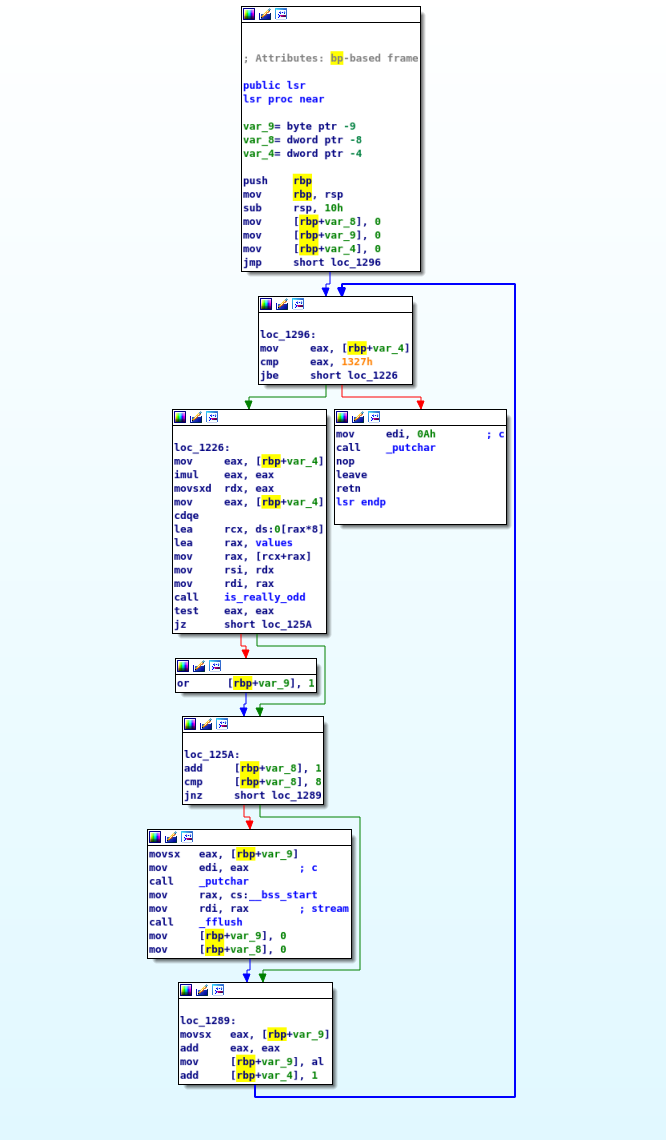 ; Attributes: bp-based frame
public lsr
lsr proc near
var_9= byte ptr -9
var_8= dword ptr -8
var_4= dword ptr -4
push rbp
mov rbp, rsp
sub rsp, 10h
mov [rbp+var_8], 0
mov [rbp+var_9], 0
mov [rbp+var_4], 0
jmp short loc_1296
loc_1296:
mov eax, [rbp+var_4]
cmp eax, 1327h
jbe short loc_1226
loc_1226:
mov eax, [rbp+var_4]
imul eax, eax
movsxd rdx, eax
mov eax, [rbp+var_4]
cdqe
lea rcx, ds:0[rax*8]
lea rax, values
mov rax, [rcx+rax]
mov rsi, rdx
mov rdi, rax
call is_really_odd
test eax, eax
jz short loc_125A
mov edi, 0Ah ; c
call _putchar
nop
leave
retn
lsr endp
or [rbp+var_9], 1
loc_125A:
add [rbp+var_8], 1
cmp [rbp+var_8], 8
jnz short loc_1289
movsx eax, [rbp+var_9]
mov edi, eax ; c
call _putchar
mov rax, cs:__bss_start
mov rdi, rax ; stream
call _fflush
mov [rbp+var_9], 0
mov [rbp+var_8], 0
loc_1289:
movsx eax, [rbp+var_9]
add eax, eax
mov [rbp+var_9], al
add [rbp+var_4], 1